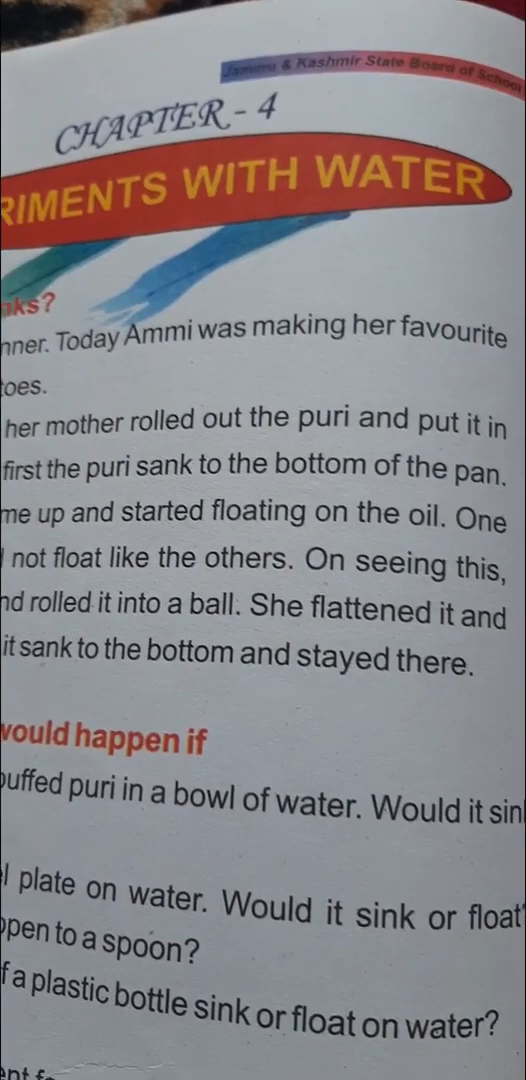 Jammu & Kashmir State Board of School
CHAPTER - 4
RIMENTS WITH WATER
nks?
nner. Today Ammi was making her favourite
toes.
her mother rolled out the puri and put it in
first the puri sank to the bottom of the pan.
me up and started floating on the oil. One
not float like the others. On seeing this,
nd rolled it into a ball. She flattened it and
it sank to the bottom and stayed there.
would happen if
puffed puri in a bowl of water. Would it sin
l plate on water. Would it sink or float
ppen to a spoon?
f a plastic bottle sink or float on water?